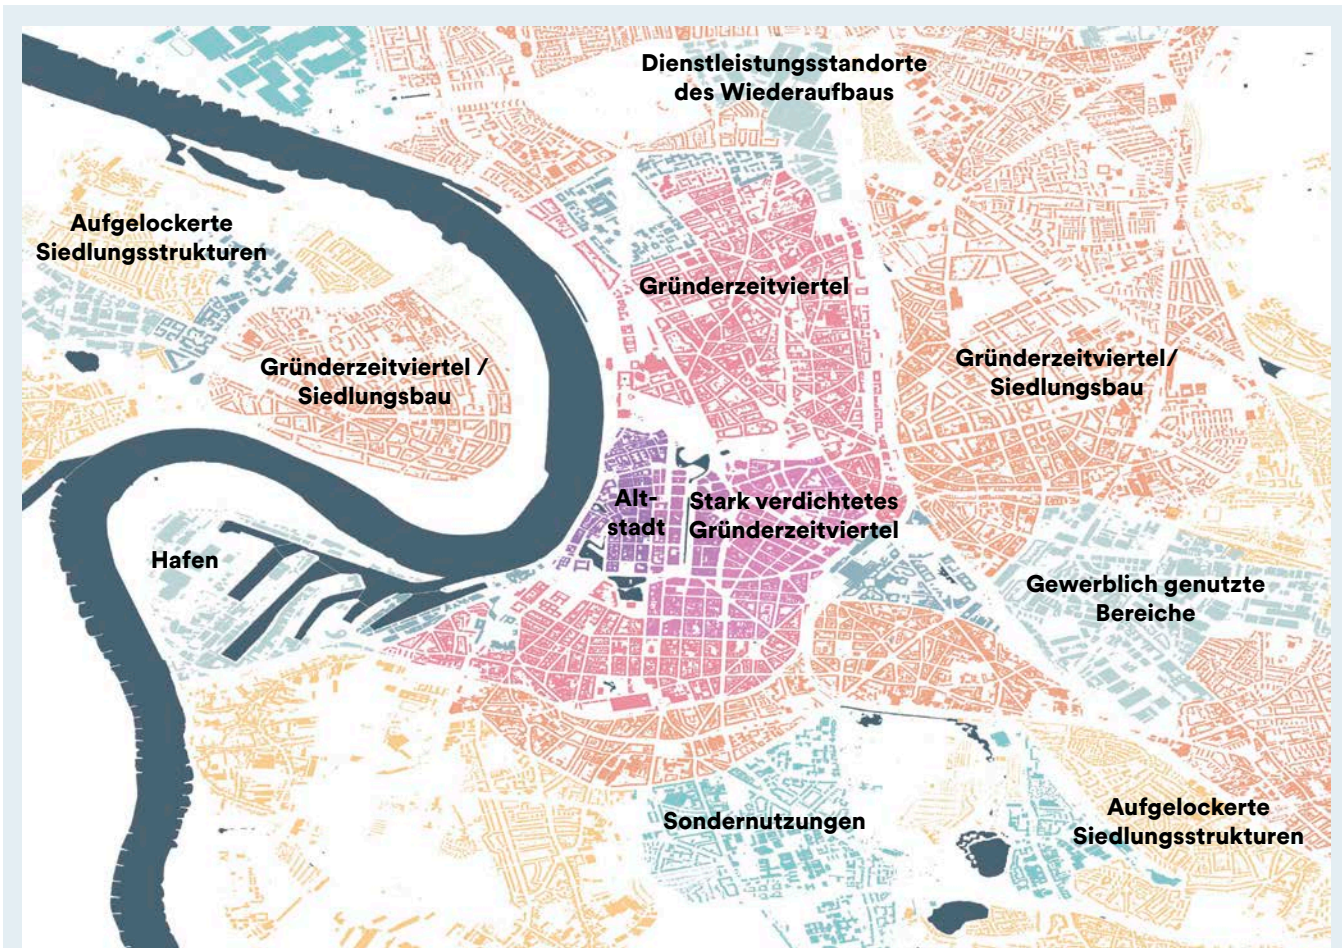 Dienstleistungsstandorte
des Wiederaufbaus
Aufgelockerte
Siedlungsstrukturen
Gründerzeitviertel
Gründerzeitviertel /
Siedlungsbau
Gründerzeitviertel/
Siedlungsbau
Alt-
stadt
Stark verdichtetes
Gründerzeitviertel
Hafen
Gewerblich genutzte
Bereiche
Sondernutzungen
Aufgelockerte
Siedlungsstrukturen